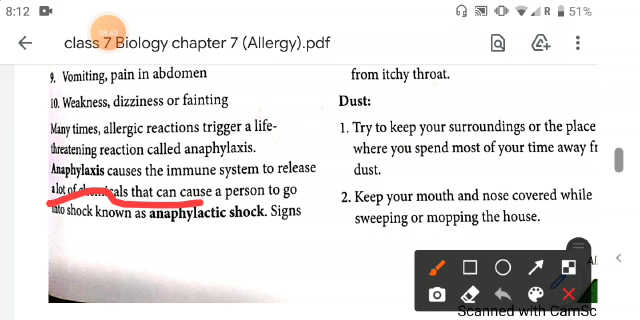 8:12
R
51%
08:43
class 7 Biology chapter 7 (Allergy).pdf
9. Vomiting, pain in abdomen
10. Weakness, dizziness or fainting
Many times, allergic reactions trigger a life-
threatening reaction called anaphylaxis.
Anaphylaxis causes the immune system to release
a lot of chemicals that can cause a person to go
into shock known as anaphylactic shock. Signs
from itchy throat.
Dust:
1. Try to keep your surroundings or the place
where you spend most of your time away fr
dust.
2. Keep your mouth and nose covered while
sweeping or mopping the house.
Scanned with CamSc